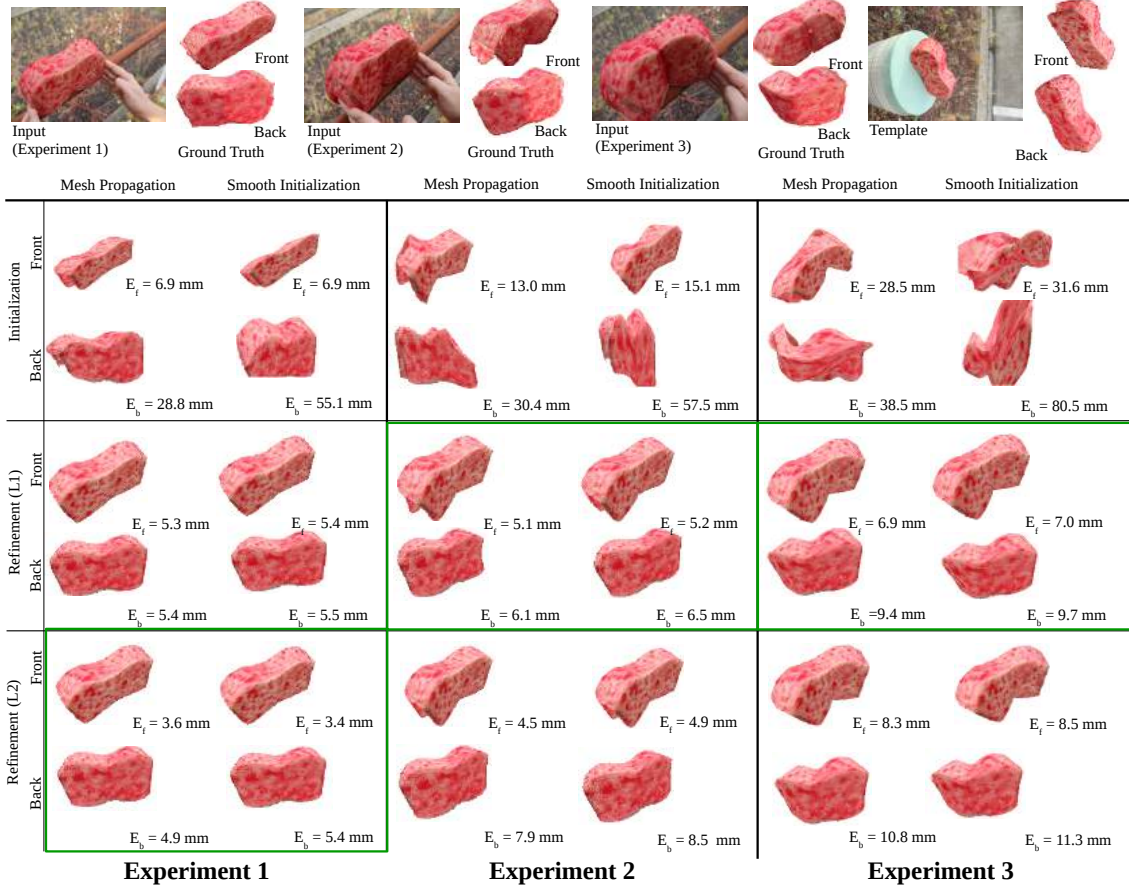 Front
Back
Input
(Experiment 1)
Ground Truth
Front
Back
Input
(Experiment 2)
Ground Truth
Front
Back
Input
(Experiment 3)
Ground Truth
Front
Template
Back
Mesh Propagation Smooth Initialization Mesh Propagation Smooth Initialization Mesh Propagation Smooth Initialization
Initialization
Front
E_f = 6.9 mm E_f = 6.9 mm E_f = 13.0 mm E_f = 15.1 mm E_f = 28.5 mm E_f = 31.6 mm
Back
E_b = 28.8 mm E_b = 55.1 mm E_b = 30.4 mm E_b = 57.5 mm E_b = 38.5 mm E_b = 80.5 mm
Refinement (L1)
Front
E_f = 5.3 mm E_f = 5.4 mm E_f = 5.1 mm E_f = 5.2 mm E_f = 6.9 mm E_f = 7.0 mm
Back
E_b = 5.4 mm E_b = 5.5 mm E_b = 6.1 mm E_b = 6.5 mm E_b =9.4 mm E_b = 9.7 mm
Refinement (L2)
Front
E_f = 3.6 mm E_f = 3.4 mm E_f = 4.5 mm E_f = 4.9 mm E_f = 8.3 mm E_f = 8.5 mm
Back
E_b = 4.9 mm E_b = 5.4 mm E_b = 7.9 mm E_b = 8.5 mm E_b = 10.8 mm E_b = 11.3 mm
Experiment 1 Experiment 2 Experiment 3